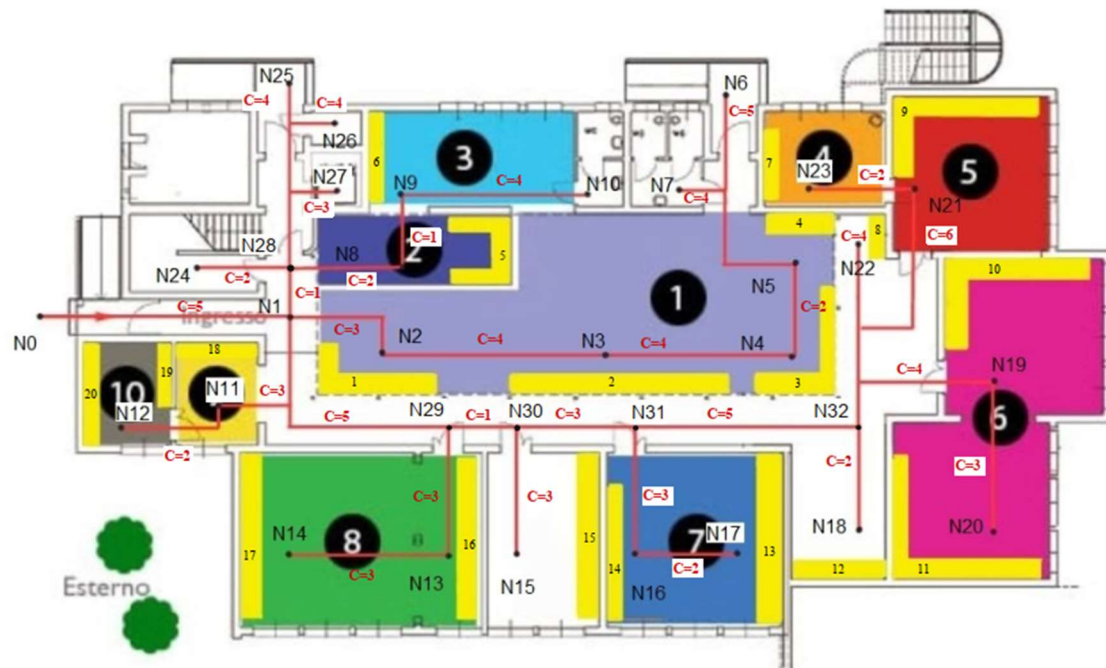 N25
C=4
C=4
N26
N27
C=3
6
3
N9
C=4
N10
N6
C=5
N7
C=4
7
4
N23
C=2
9
5
N21
C=6
N28
N24
C=2
C=1
N8
C=2
2
C=1
5
4
C=4
8
N22
10
N0
C=5
Ingresso
N1
C=3
N2
C=4
1
N3
C=4
N5
C=2
N4
1
2
3
18
20
10
19
N11
C=3
N12
C=2
C=5
N29
C=1
N30
C=3
N31
C=5
N32
C=4
N19
6
C=3
N20
C=2
N18
12
11
17
N14
8
C=3
C=3
16
N13
C=3
N15
15
14
C=3
7
N17
C=2
N16
13
Esterno